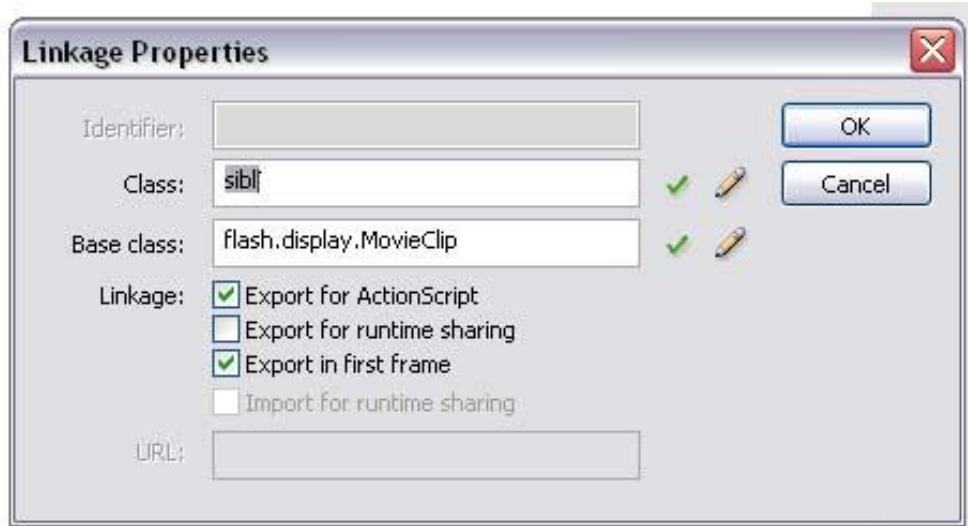 Linkage Properties
Identifier:
OK
Class: sibli
Cancel
Base class: flash.display.MovieClip
Linkage: Export for ActionScript
Export for runtime sharing
Export in first frame
Import for runtime sharing
URL: